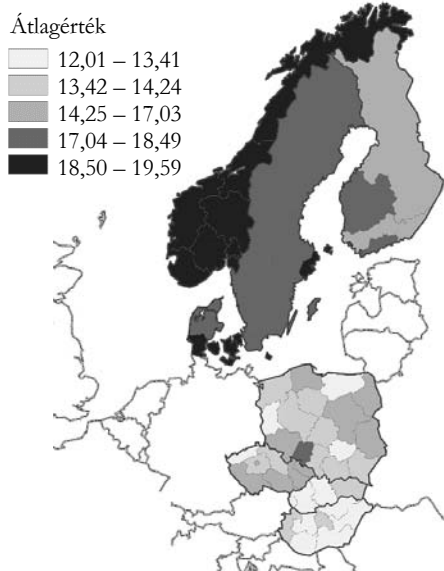 Átlagérték
12,01 – 13,41
13,42 – 14,24
14,25 – 17,03
17,04 – 18,49
18,50 – 19,59